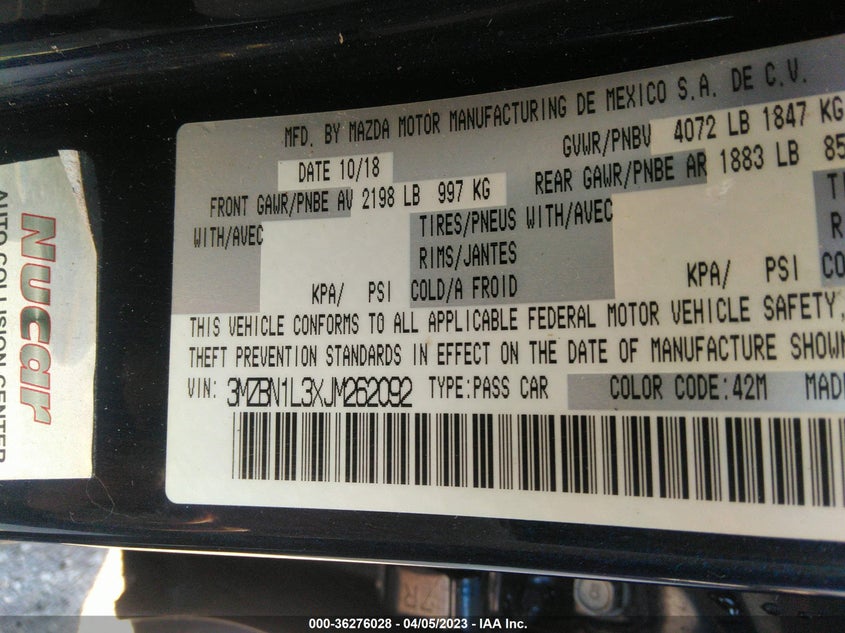 MFD. BY MAZDA MOTOR MANUFACTURING DE MEXICO S.A. DE C.V.
DATE 10/18
GVWR/PNBV 4072 LB 1847 KG
FRONT GAWR/PNBE AV 2198 LB 997 KG
REAR GAWR/PNBE AR 1883 LB 85
WITH/AVEC
TIRES/PNEUS WITH/AVEC
RIMS/JANTES
KPA/ PSI COLD/A FROID
KPA/ PSI CO
THIS VEHICLE CONFORMS TO ALL APPLICABLE FEDERAL MOTOR VEHICLE SAFETY,
THEFT PREVENTION STANDARDS IN EFFECT ON THE DATE OF MANUFACTURE SHOWN
VIN: 3MZBN1L3XJM262092 TYPE:PASS CAR COLOR CODE:42M MAD
Nucar
AUTO COLLISION CENTER
000-36276028 - 04/05/2023 - IAA Inc.